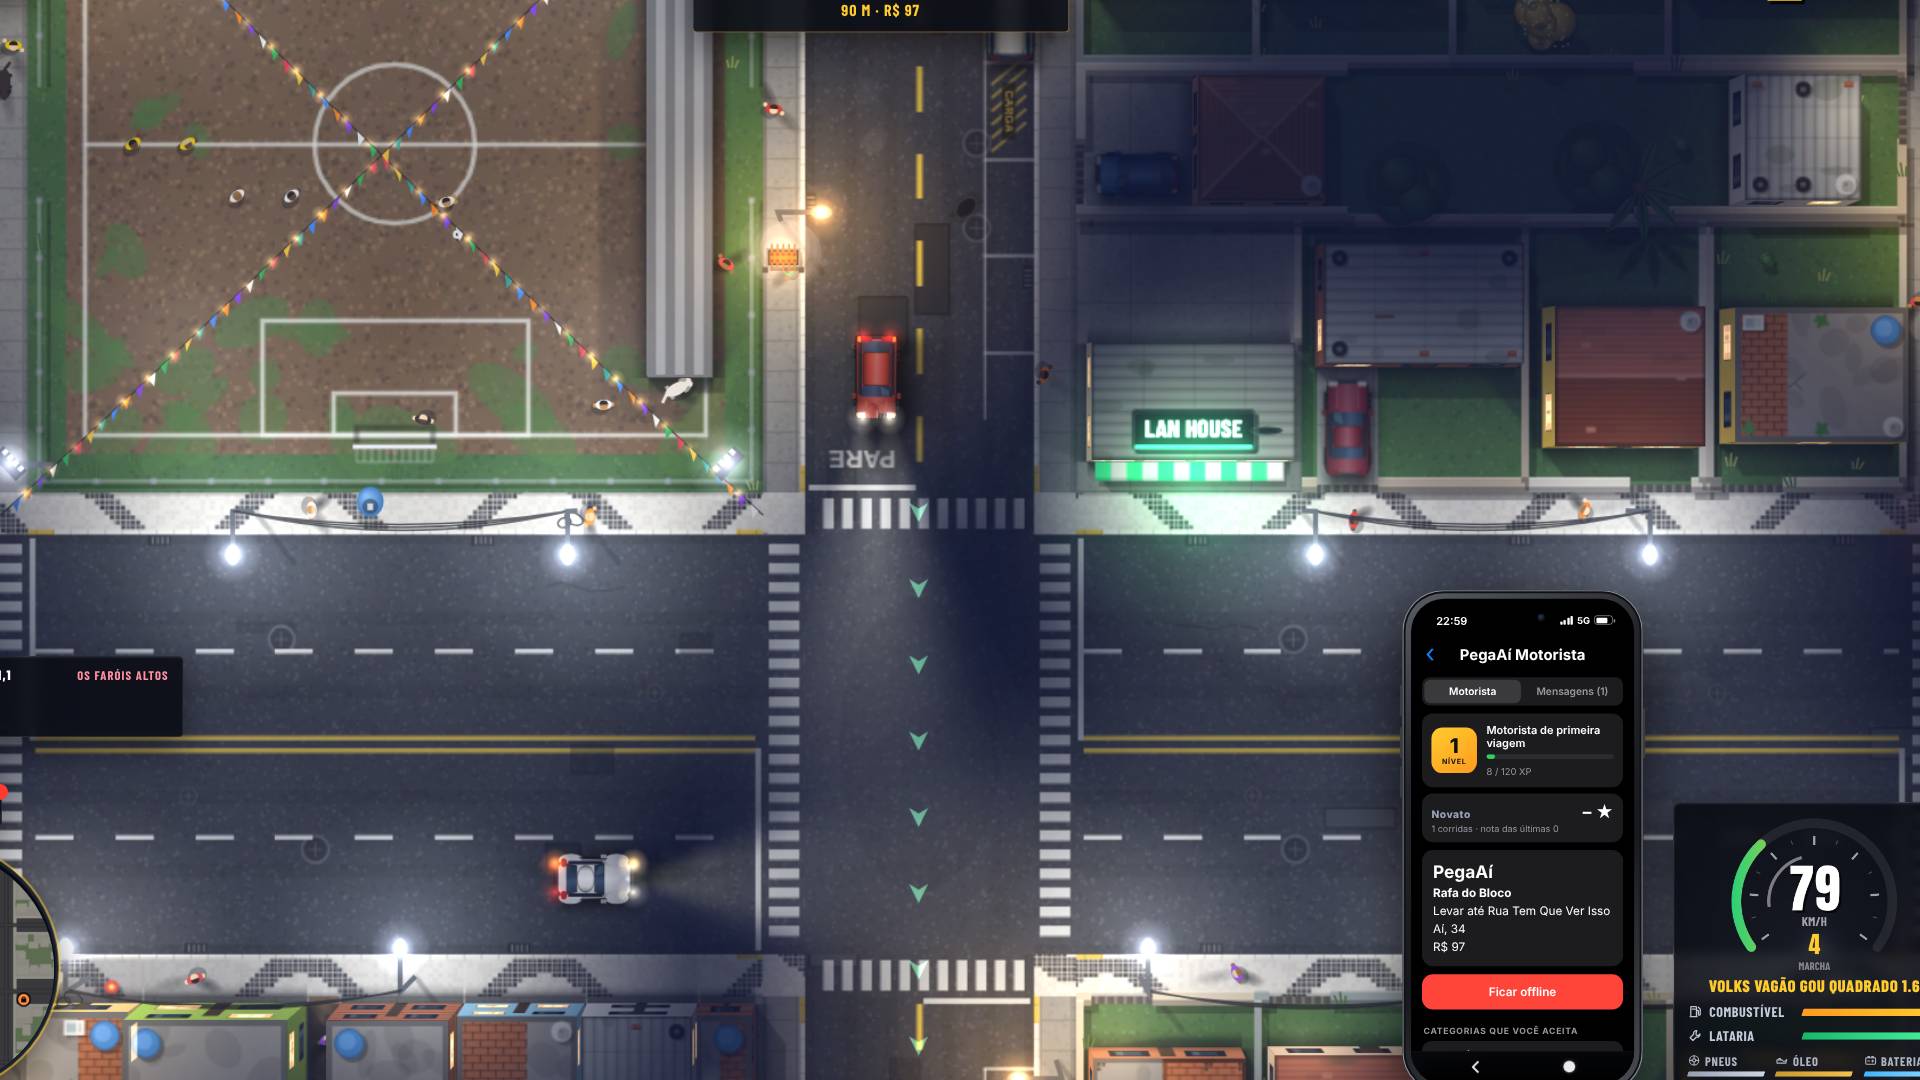 90 M · R$ 97
CARGA
PARE
LAN HOUSE
1,1
OS FARÓIS ALTOS
22:59
5G
PegaAí Motorista
Motorista
Mensagens (1)
1
NÍVEL
Motorista de primeira
viagem
8 / 120 XP
Novato
– ★
1 corridas · nota das últimas 0
PegaAí
Rafa do Bloco
Levar até Rua Tem Que Ver Isso
Aí, 34
R$ 97
Ficar offline
CATEGORIAS QUE VOCÊ ACEITA
79
KM/H
4
MARCHA
VOLKS VAGÃO GOU QUADRADO 1.6
COMBUSTÍVEL
LATARIA
PNEUS
ÓLEO
BATERIA